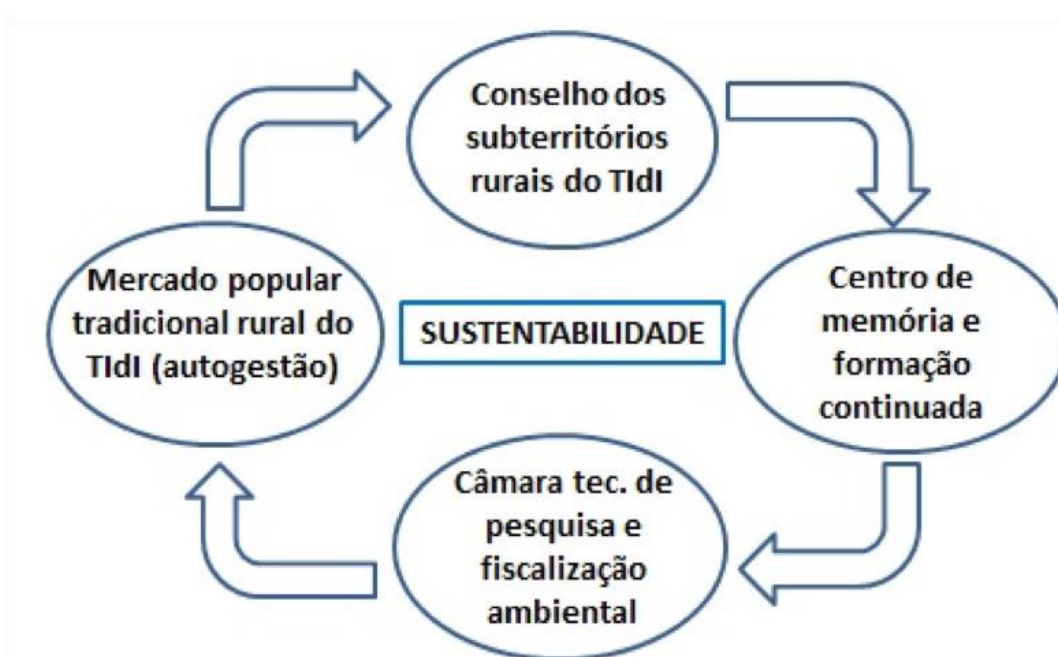 Conselho dos
subterritórios
rurais do TIdI
Mercado popular
tradicional rural do
TIdI (autogestão)
SUSTENTABILIDADE
Centro de
memória e
formação
continuada
Câmara tec. de
pesquisa e
fiscalização
ambiental